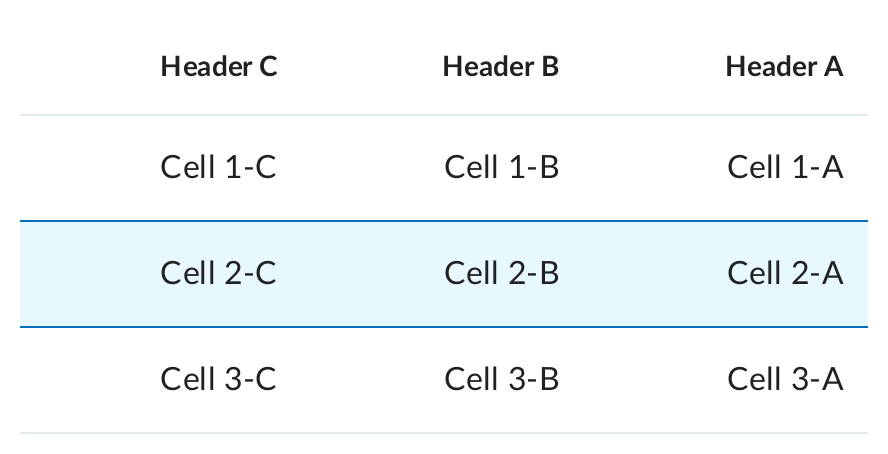 Header C Header B Header A
Cell 1-C Cell 1-B Cell 1-A
Cell 2-C Cell 2-B Cell 2-A
Cell 3-C Cell 3-B Cell 3-A